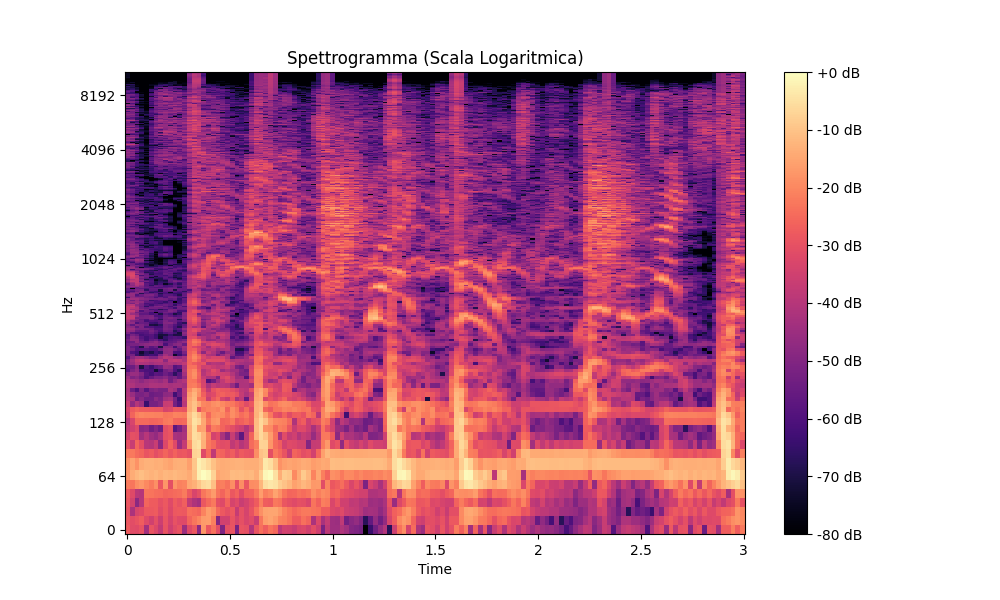 Spettrogramma (Scala Logaritmica)
Hz
8192
4096
2048
1024
512
256
128
64
0
0
0.5
1
1.5
2
2.5
3
Time
+0 dB
-10 dB
-20 dB
-30 dB
-40 dB
-50 dB
-60 dB
-70 dB
-80 dB